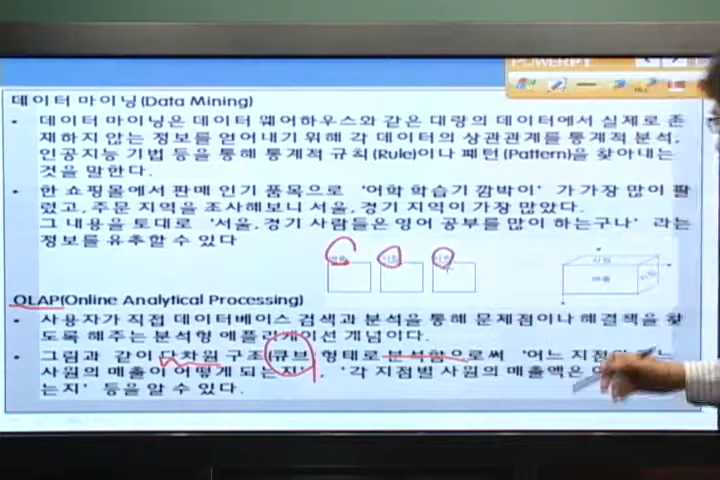 POWERPT
데이터 마이닝(Data Mining)
• 데이터 마이닝은 데이터 웨어하우스와 같은 대량의 데이터에서 실제로 존
재하지 않는 정보를 얻어내기 위해 각 데이터의 상관관계를 통계적 분석,
인공지능 기법 등을 통해 통계적 규칙(Rule)이나 패턴(Pattern)을 찾아내는
것을 말한다.
• 한 쇼핑몰에서 판매 인기 품목으로 '어학 학습기 깜박이' 가 가장 많이 팔
렸고, 주문 지역을 조사해보니 서울, 경기 지역이 가장 많았다.
그 내용을 토대로 '서울, 경기 사람들은 영어 공부를 많이 하는구나' 라는
정보를 유추할 수 있다
사원
매출
OLAP(Online Analytical Processing)
• 사용자가 직접 데이터베이스 검색과 분석을 통해 문제점이나 해결책을 찾
도록 해주는 분석형 애플리케이션 개념이다.
• 그림과 같이 다차원 구조(큐브 형태로 분석함으로써 '어느 지점의
사원의 매출이 어떻게 되는지', '각 지점별 사원의 매출액은
는지' 등을 알 수 있다.